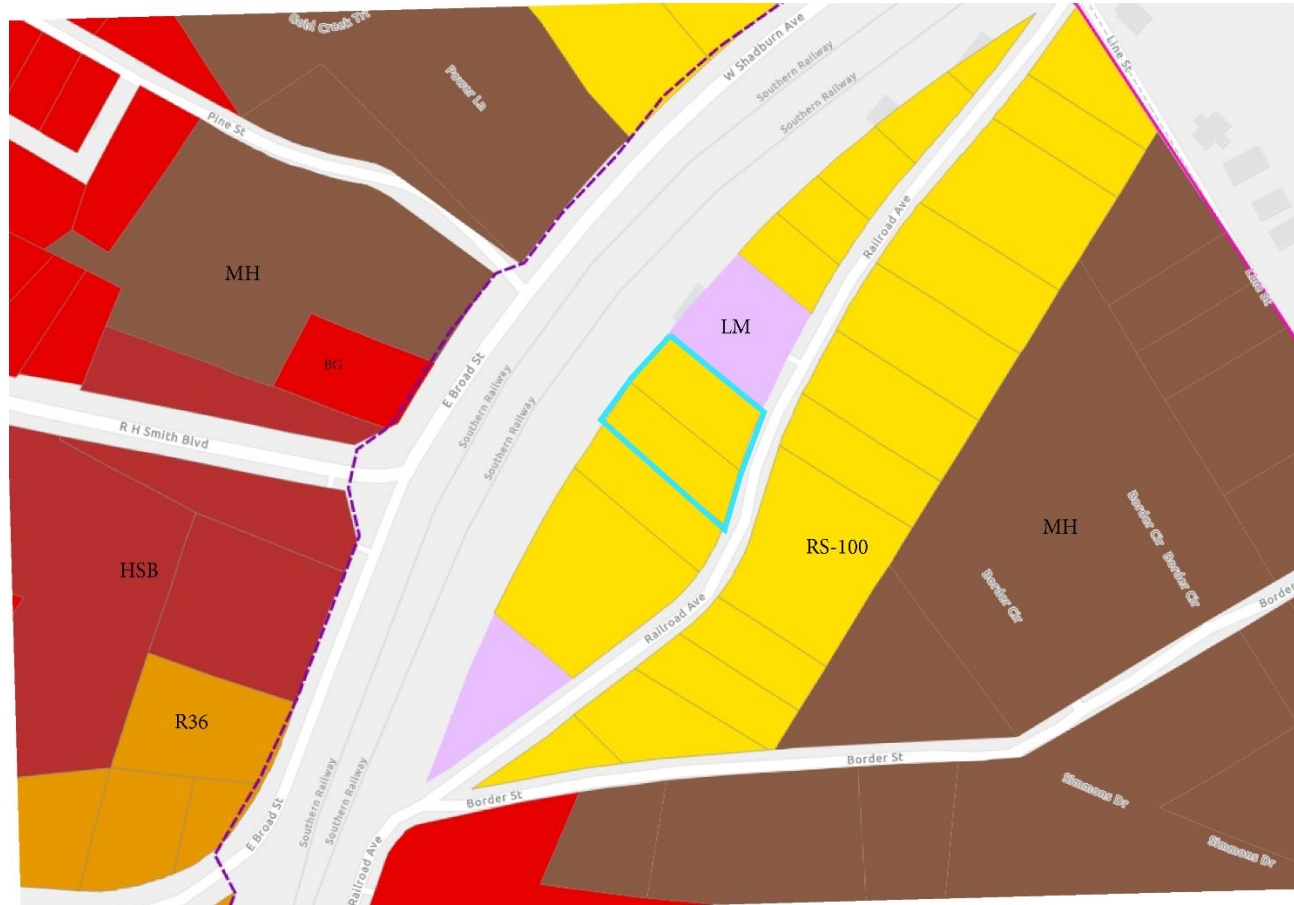 Gold Creek Trl
W Shadburn Ave
Line St
Power Ln
Southern Railway
Southern Railway
Pine St
Railroad Ave
MH
Line St
LM
BG
E Broad St
Southern Railway
Southern Railway
R H Smith Blvd
Border Cir
Border Cir
MH
RS-100
HSB
Border Cir
Railroad Ave
Border
R36
Border St
Southern Railway
Southern Railway
Border St
Simmons Dr
E Broad St
Simmons Dr
Railroad Ave